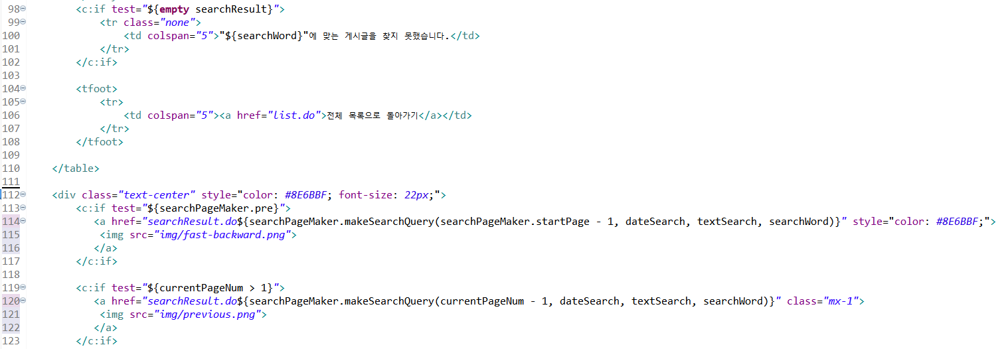 98 <c:if test="${empty searchResult}">
99 <tr class="none">
100 <td colspan="5">"${searchWord}"에 맞는 게시글을 찾지 못했습니다.</td>
101 </tr>
102 </c:if>
103
104 <tfoot>
105 <tr>
106 <td colspan="5"><a href="list.do">전체 목록으로 돌아가기</a></td>
107 </tr>
108 </tfoot>
109
110 </table>
111
112 <div class="text-center" style="color: #8E6BBF; font-size: 22px;">
113 <c:if test="${searchPageMaker.pre}">
114 <a href="searchResult.do${searchPageMaker.makeSearchQuery(searchPageMaker.startPage - 1, dateSearch, textSearch, searchWord)}" style="color: #8E6BBF;">
115 <img src="img/fast-backward.png">
116 </a>
117 </c:if>
118
119 <c:if test="${currentPageNum > 1}">
120 <a href="searchResult.do${searchPageMaker.makeSearchQuery(currentPageNum - 1, dateSearch, textSearch, searchWord)}" class="mx-1">
121 <img src="img/previous.png">
122 </a>
123 </c:if>